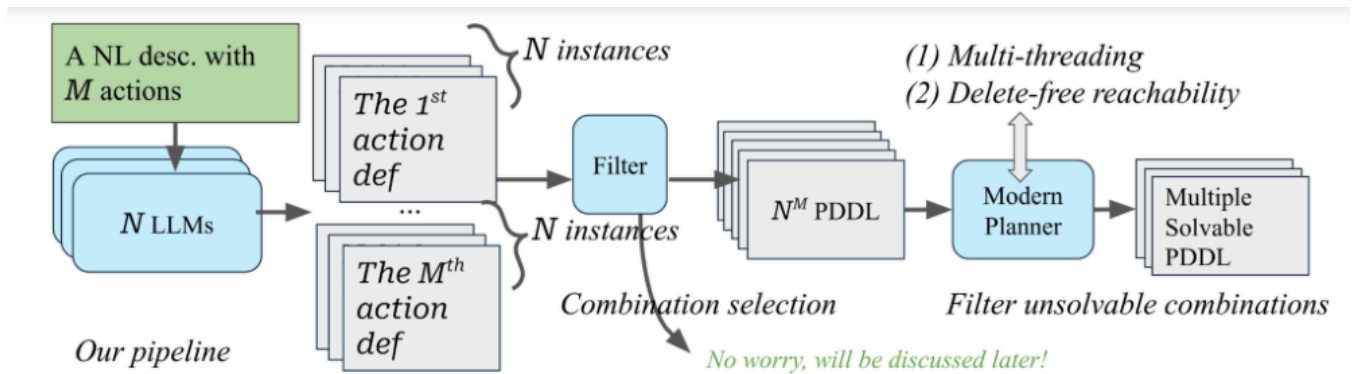 A NL desc. with
M actions
N LLMs
Our pipeline
The 1st
action
def
N instances
...
The Mth
action
def
N instances
Filter
Combination selection
No worry, will be discussed later!
N^M PDDL
(1) Multi-threading
(2) Delete-free reachability
Modern
Planner
Multiple
Solvable
PDDL
Filter unsolvable combinations